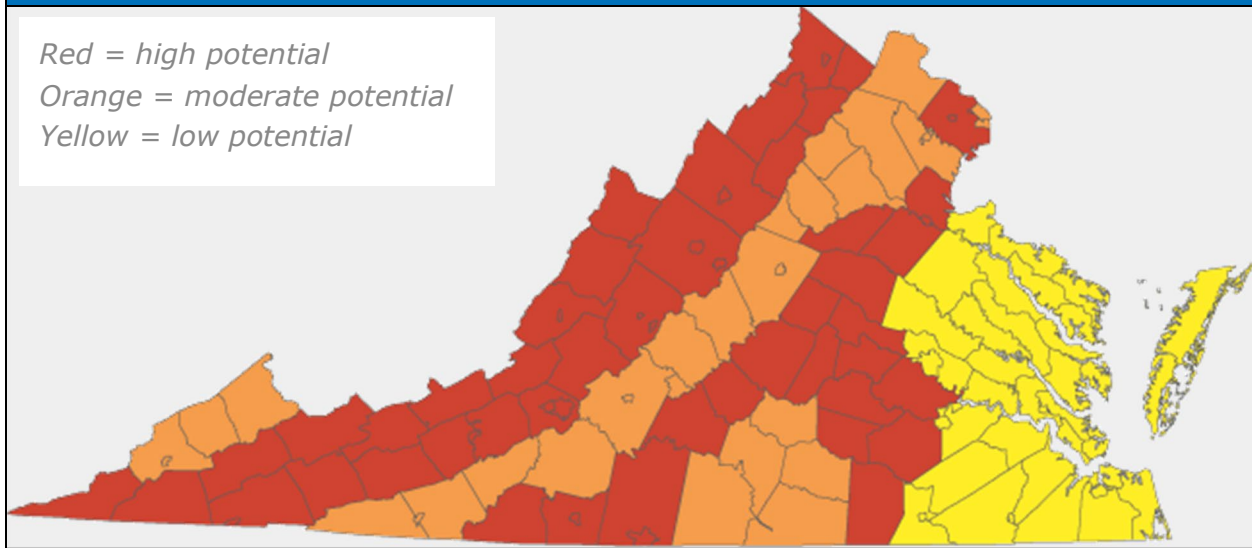 Red = high potential
Orange = moderate potential
Yellow = low potential